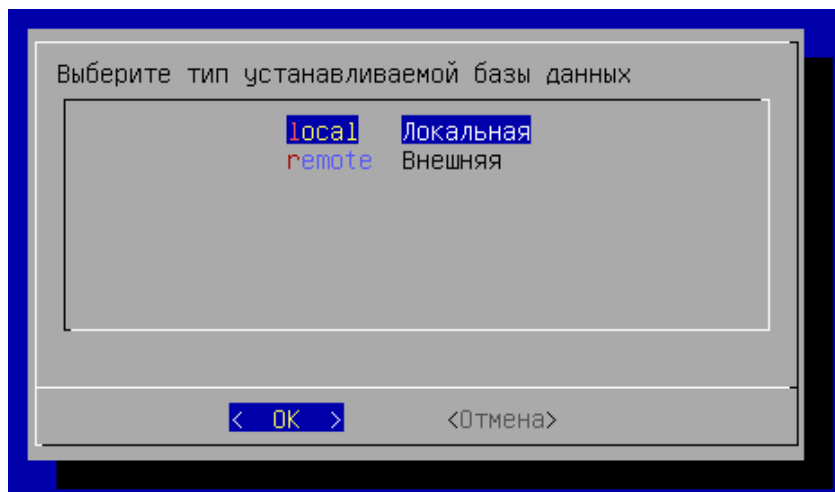 Выберите тип устанавливаемой базы данных
local Локальная
remote Внешняя
< OK > <Отмена>